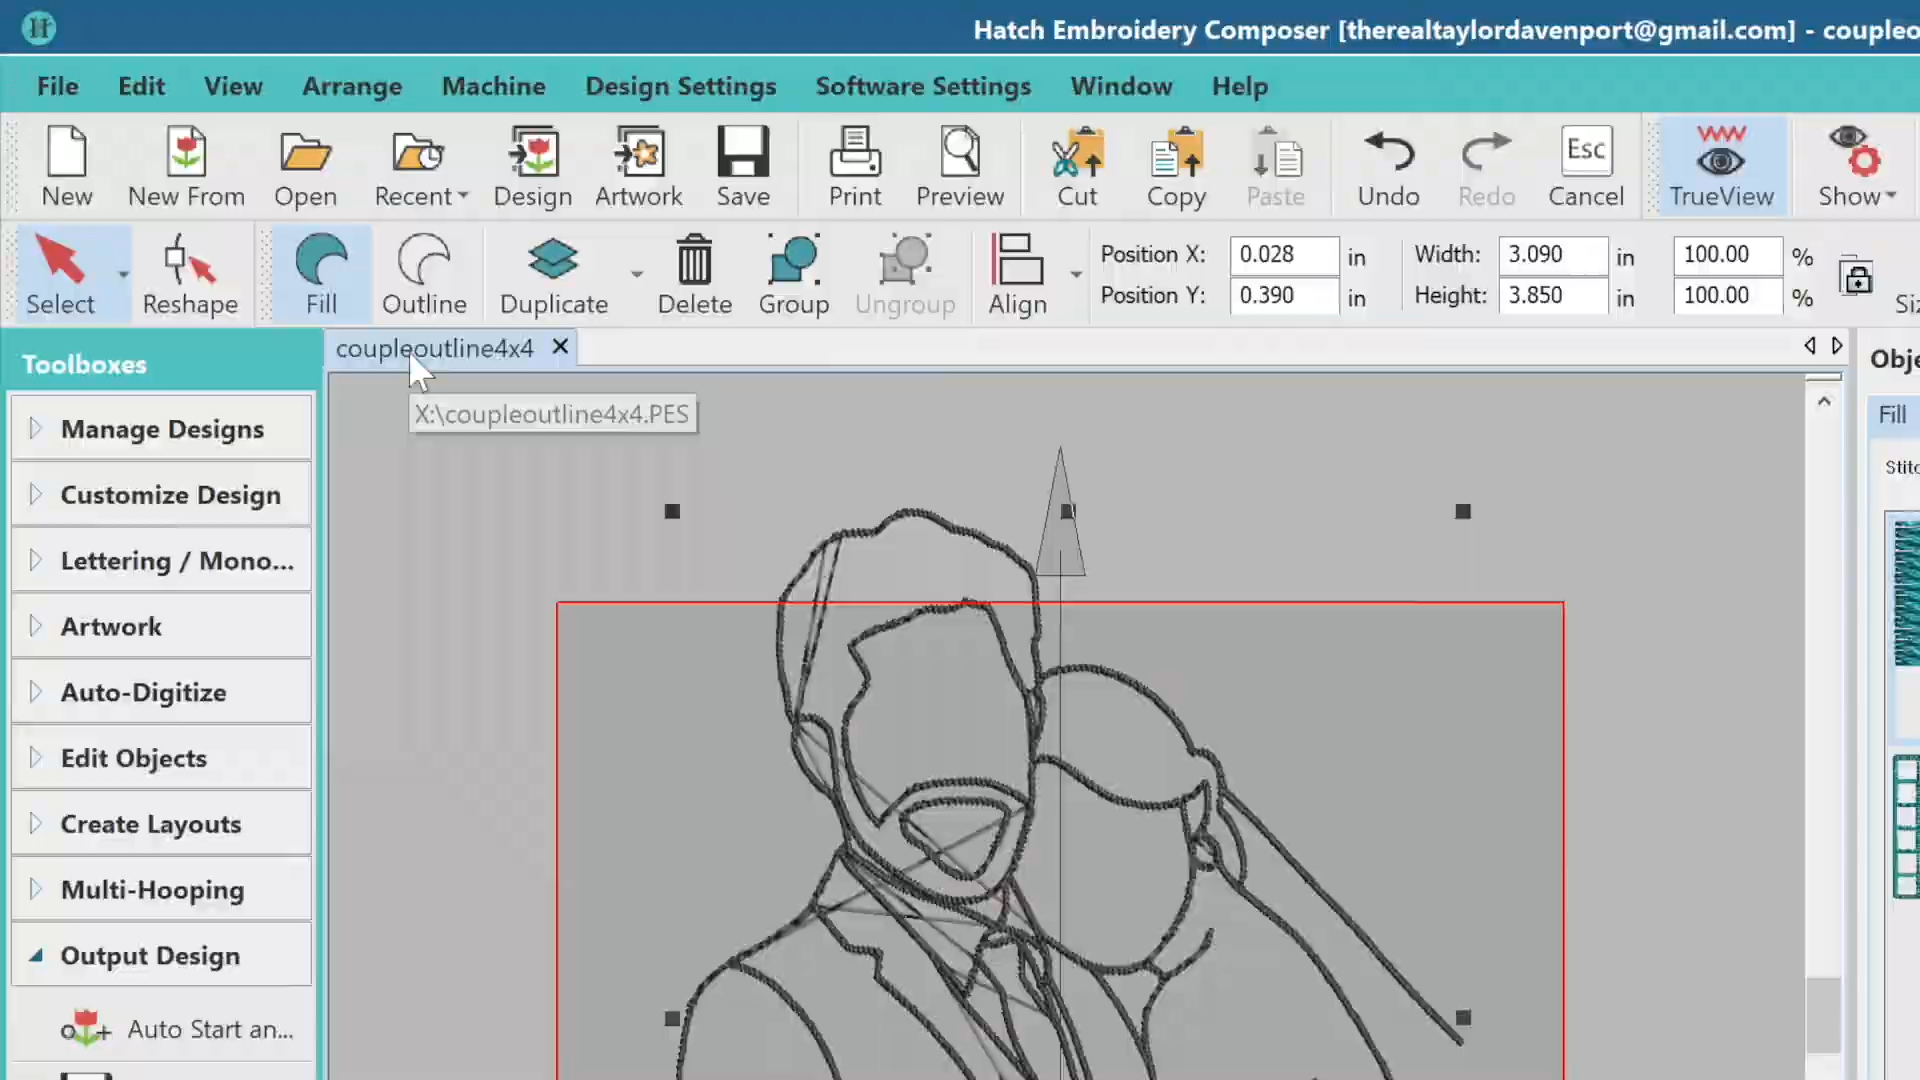 Hatch Embroidery Composer [therealtaylordavenport@gmail.com] - coupleo
File Edit View Arrange Machine Design Settings Software Settings Window Help
New New From Open Recent Design Artwork Save Print Preview Cut Copy Paste Undo Redo Esc Cancel TrueView Show
Select Reshape Fill Outline Duplicate Delete Group Ungroup Align
Position X: 0.028 in Width: 3.090 in 100.00 %
Position Y: 0.390 in Height: 3.850 in 100.00 %
Siz
Toolboxes
coupleoutline4x4
Obje
X:\coupleoutline4x4.PES
Fill
Stitc
Manage Designs
Customize Design
Lettering / Mono...
Artwork
Auto-Digitize
Edit Objects
Create Layouts
Multi-Hooping
Output Design
Auto Start an...